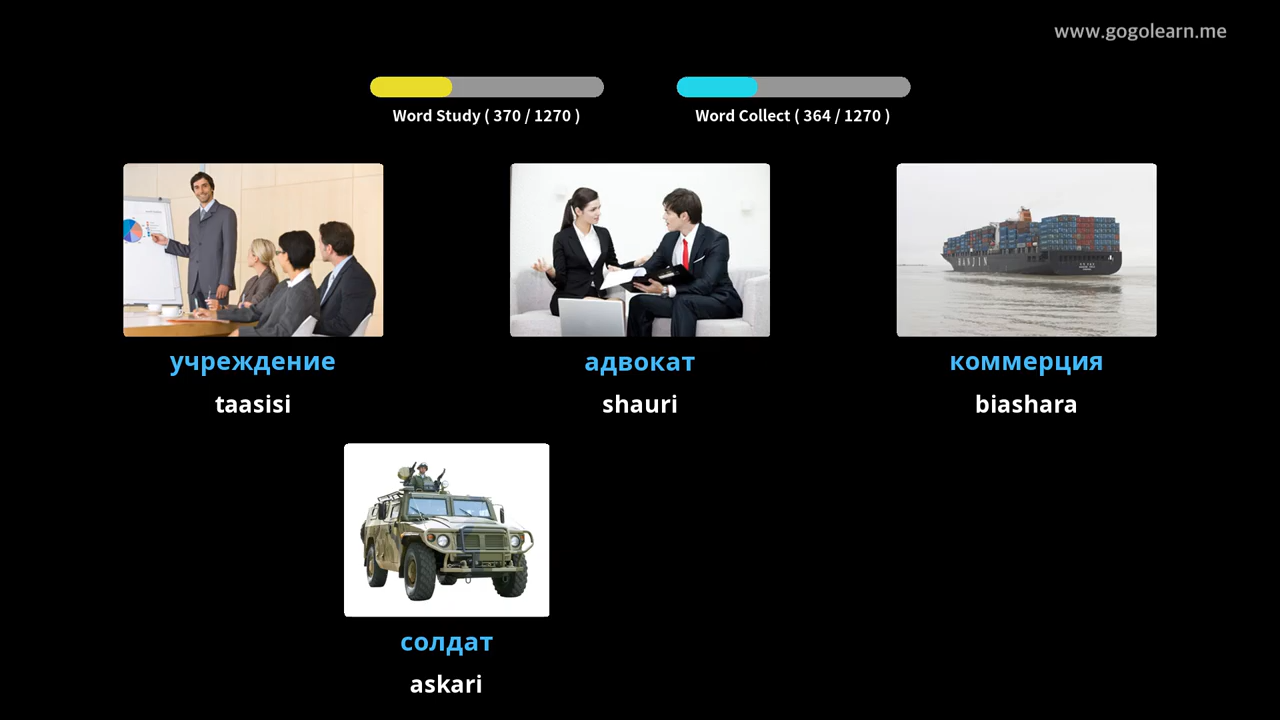 www.gogolearn.me
Word Study ( 370 / 1270 )
Word Collect ( 364 / 1270 )
учреждение
адвокат
коммерция
taasisi
shauri
biashara
солдат
askari